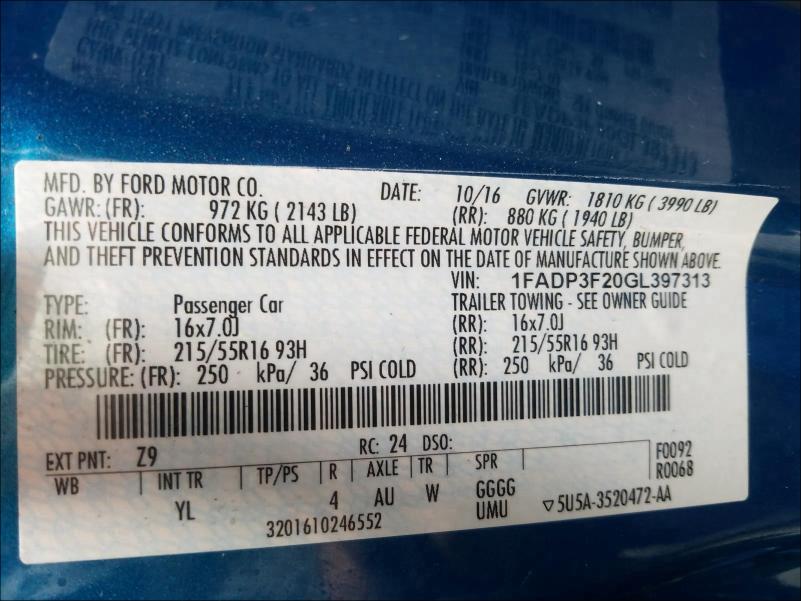 MFD. BY FORD MOTOR CO. DATE: 10/16 GVWR: 1810 KG ( 3990 LB)
GAWR: (FR): 972 KG ( 2143 LB) (RR): 880 KG ( 1940 LB)
THIS VEHICLE CONFORMS TO ALL APPLICABLE FEDERAL MOTOR VEHICLE SAFETY, BUMPER,
AND THEFT PREVENTION STANDARDS IN EFFECT ON THE DATE OF MANUFACTURE SHOWN ABOVE.
VIN: 1FADP3F20GL397313
TYPE: Passenger Car TRAILER TOWING - SEE OWNER GUIDE
RIM: (FR): 16x7.0J (RR): 16x7.0J
TIRE: (FR): 215/55R16 93H (RR): 215/55R16 93H
PRESSURE: (FR): 250 kPa/ 36 PSI COLD (RR): 250 kPa/ 36 PSI COLD
EXT PNT: Z9 RC: 24 DSO: F0092
WB INT TR TP/PS R AXLE TR SPR R0068
YL 4 AU W GGGG
3201610246552 UMU ▽5U5A-3520472-AA